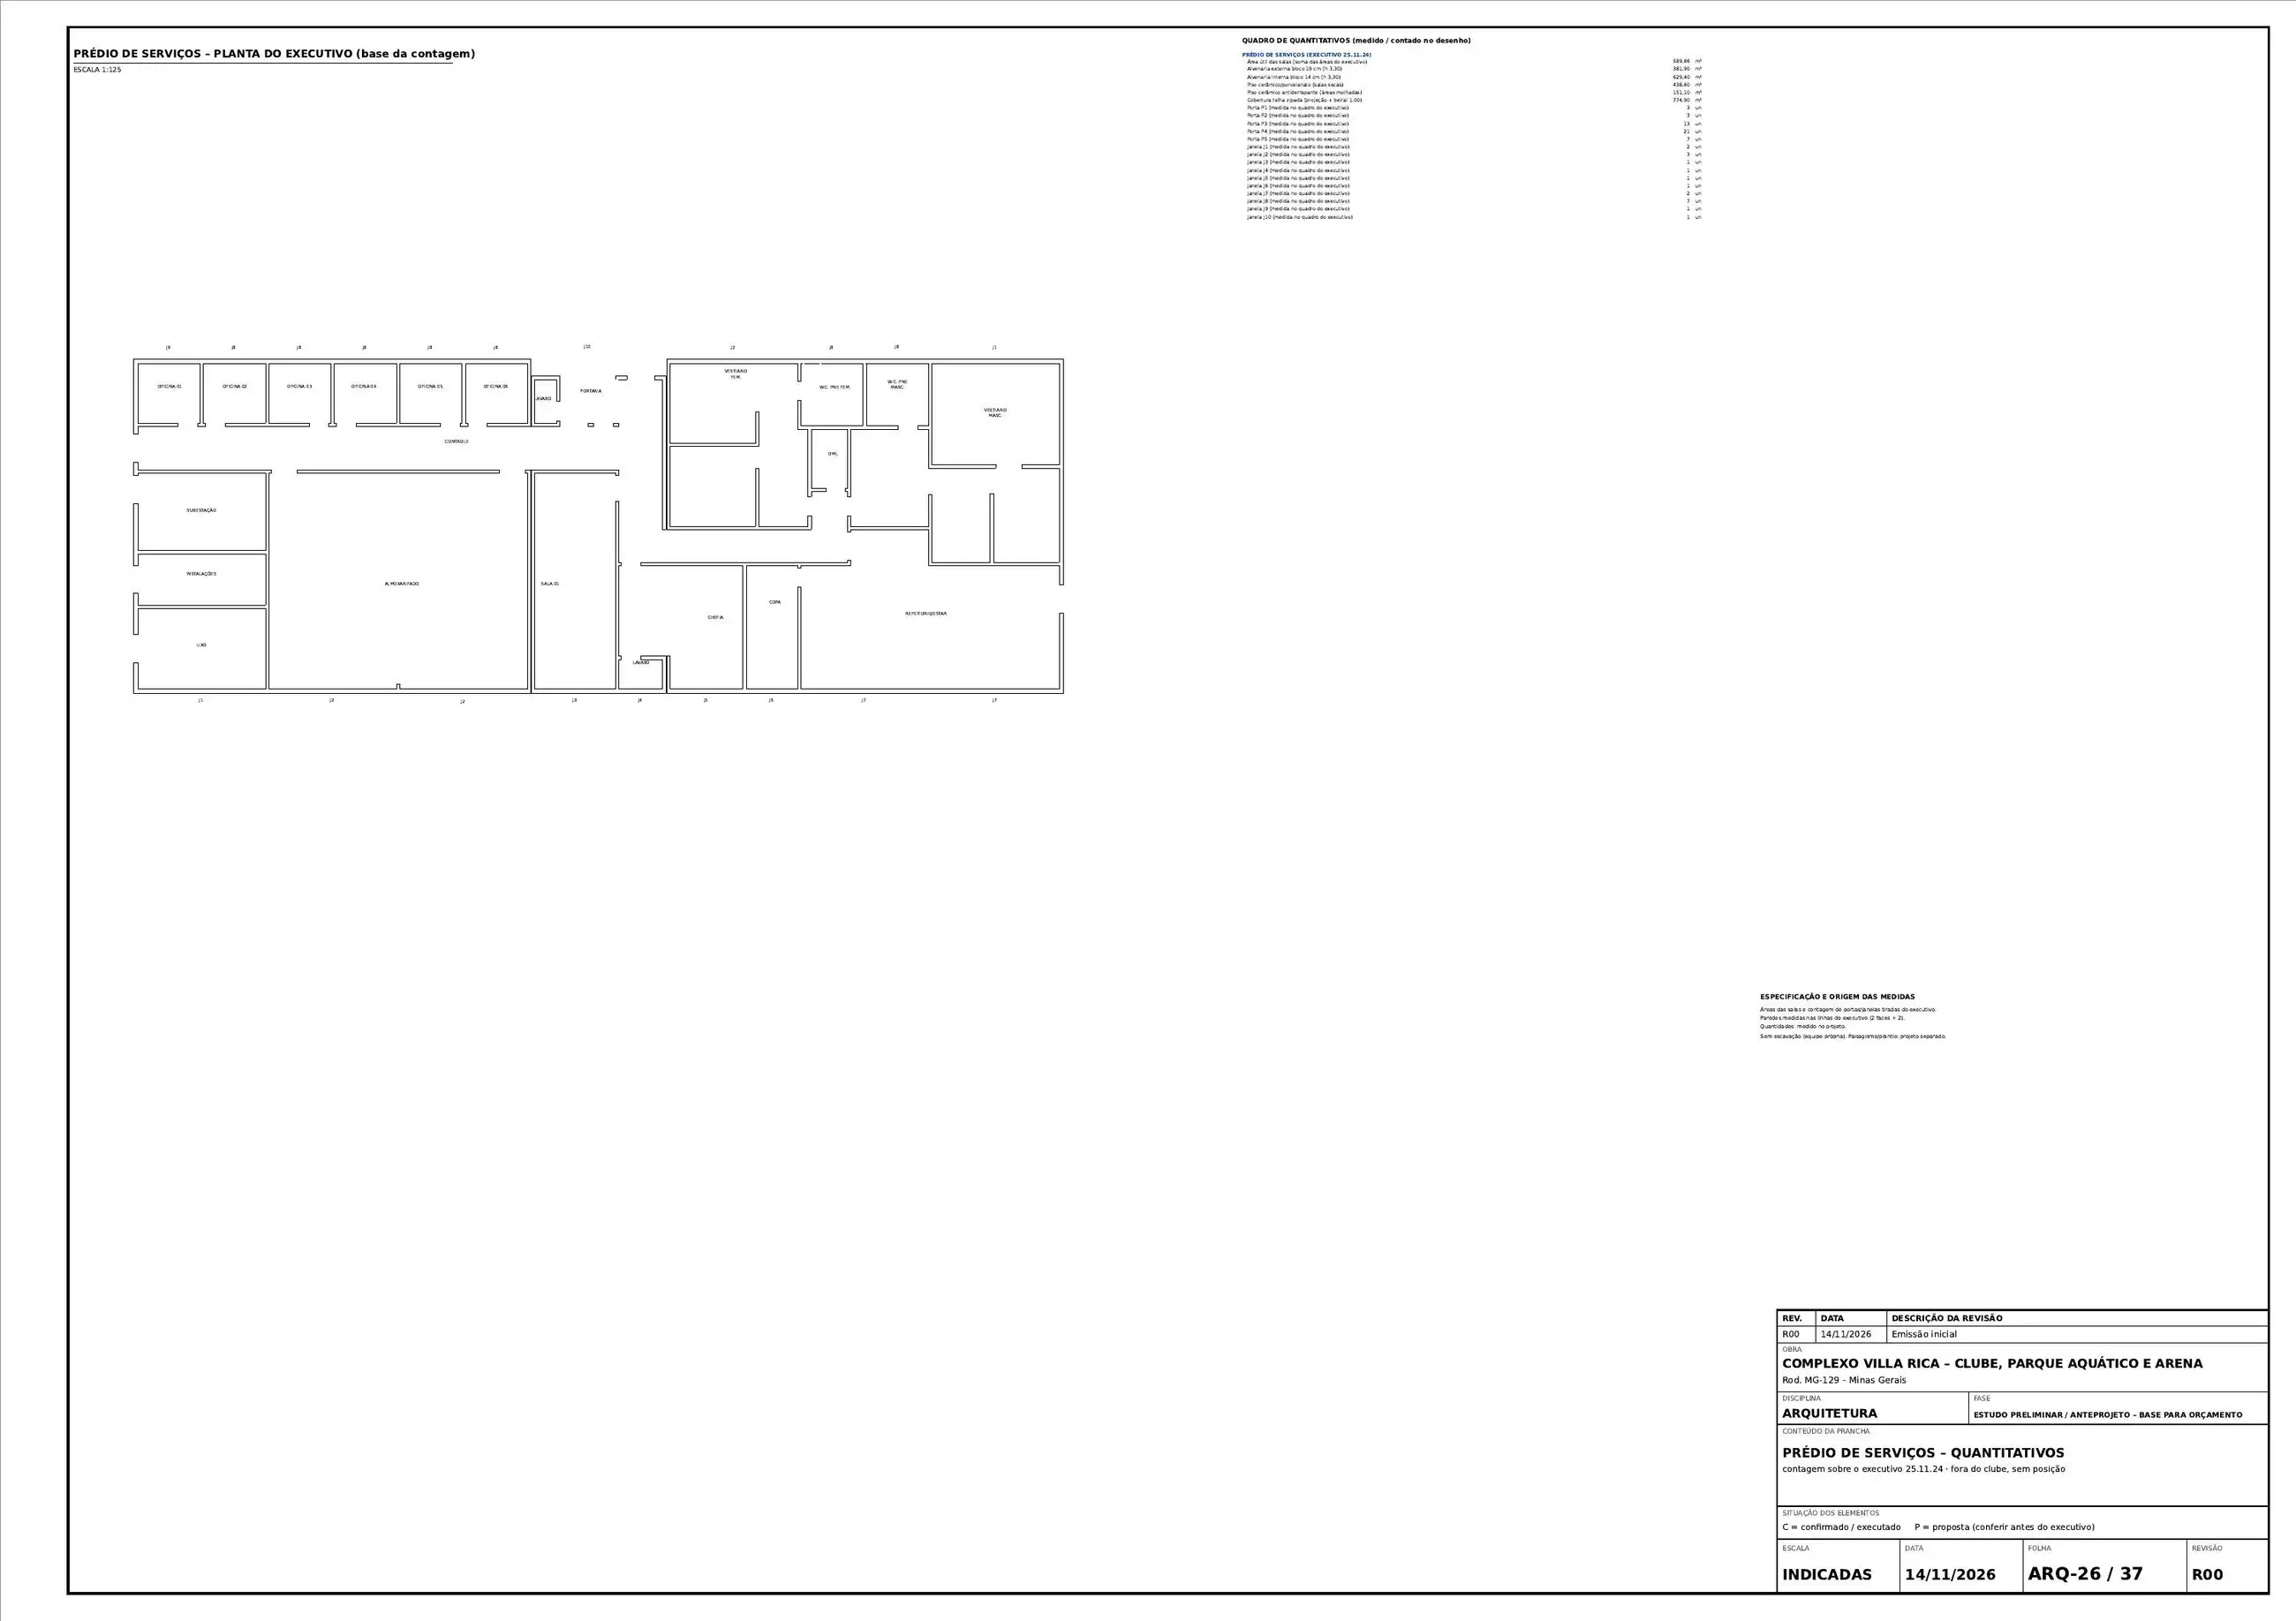 PRÉDIO DE SERVIÇOS – PLANTA DO EXECUTIVO (base da contagem)
ESCALA 1:125
QUADRO DE QUANTITATIVOS (medido / contado no desenho)
PRÉDIO DE SERVIÇOS (EXECUTIVO 25.11.24)
Área útil das salas (soma das áreas do executivo) 589,66 m²
Alvenaria externa bloco 19 cm (h 3,30) 381,90 m²
Alvenaria interna bloco 14 cm (h 3,30) 629,40 m²
Piso cerâmico/porcelanato (salas secas) 438,60 m²
Piso cerâmico antiderrapante (áreas molhadas) 151,10 m²
Cobertura telha zipada (projeção + beiral 1,00) 774,90 m²
Porta P1 (medida no quadro do executivo) 3 un
Porta P2 (medida no quadro do executivo) 3 un
Porta P3 (medida no quadro do executivo) 13 un
Porta P4 (medida no quadro do executivo) 21 un
Porta P5 (medida no quadro do executivo) 7 un
Janela J1 (medida no quadro do executivo) 2 un
Janela J2 (medida no quadro do executivo) 3 un
Janela J3 (medida no quadro do executivo) 1 un
Janela J4 (medida no quadro do executivo) 1 un
Janela J5 (medida no quadro do executivo) 1 un
Janela J6 (medida no quadro do executivo) 1 un
Janela J7 (medida no quadro do executivo) 2 un
Janela J8 (medida no quadro do executivo) 7 un
Janela J9 (medida no quadro do executivo) 1 un
Janela J10 (medida no quadro do executivo) 1 un
J10 J2 J1
OFICINA 01 OFICINA 02 OFICINA 03 OFICINA 04 OFICINA 05 OFICINA 06
LAVABO
PORTARIA
VESTIÁRIO
FEM.
W.C. PNE FEM.
W.C. PNE
MASC.
VESTIÁRIO
MASC.
CONTROLE
DML
SUBESTAÇÃO
INSTALAÇÕES
ALMOXARIFADO
SALA 01
COPA
CHEFIA
REFEITÓRIO/ESTAR
LIXO
LAVABO
J1 J2 J2 J3 J4 J5 J6 J7 J7
ESPECIFICAÇÃO E ORIGEM DAS MEDIDAS
Áreas das salas e contagem de portas/janelas tiradas do executivo.
Paredes medidas nas linhas do executivo (2 faces ÷ 2).
Quantidades: medido no projeto.
Sem escavação (equipe própria). Paisagismo/plantio: projeto separado.
REV. DATA DESCRIÇÃO DA REVISÃO
R00 14/11/2026 Emissão inicial
OBRA
COMPLEXO VILLA RICA – CLUBE, PARQUE AQUÁTICO E ARENA
Rod. MG-129 – Minas Gerais
DISCIPLINA FASE
ARQUITETURA ESTUDO PRELIMINAR / ANTEPROJETO – BASE PARA ORÇAMENTO
CONTEÚDO DA PRANCHA
PRÉDIO DE SERVIÇOS – QUANTITATIVOS
contagem sobre o executivo 25.11.24 · fora do clube, sem posição
SITUAÇÃO DOS ELEMENTOS
C = confirmado / executado P = proposta (conferir antes do executivo)
ESCALA DATA FOLHA REVISÃO
INDICADAS 14/11/2026 ARQ-26 / 37 R00